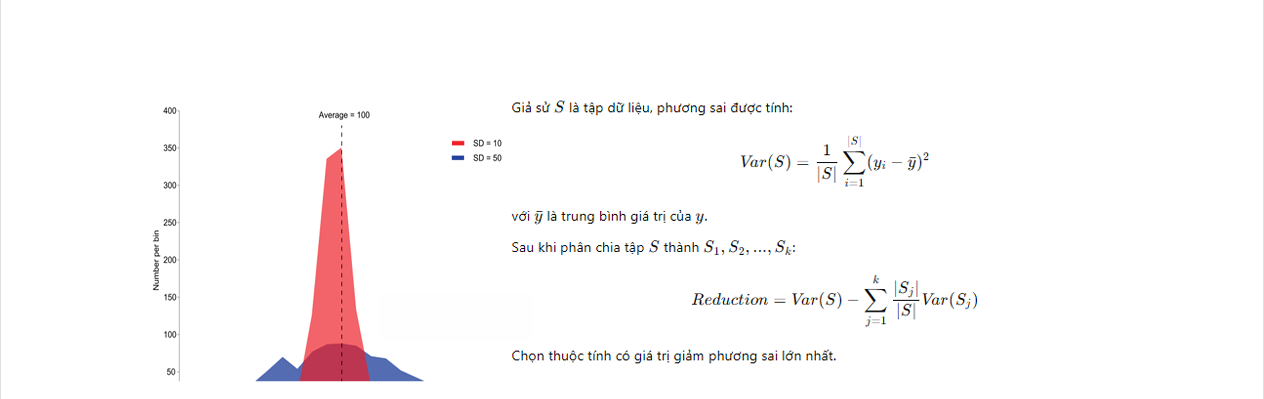 400
Average = 100
350
300
250
200
150
100
50
Number per bin
SD = 10
SD = 50
Giả sử S là tập dữ liệu, phương sai được tính:
Var(S) = \frac{1}{|S|} \sum_{i=1}^{|S|} (y_i − ȳ)^2
với ȳ là trung bình giá trị của y.
Sau khi phân chia tập S thành S_1, S_2, ..., S_k:
Reduction = Var(S) − \sum_{j=1}^{k} \frac{|S_j|}{|S|} Var(S_j)
Chọn thuộc tính có giá trị giảm phương sai lớn nhất.